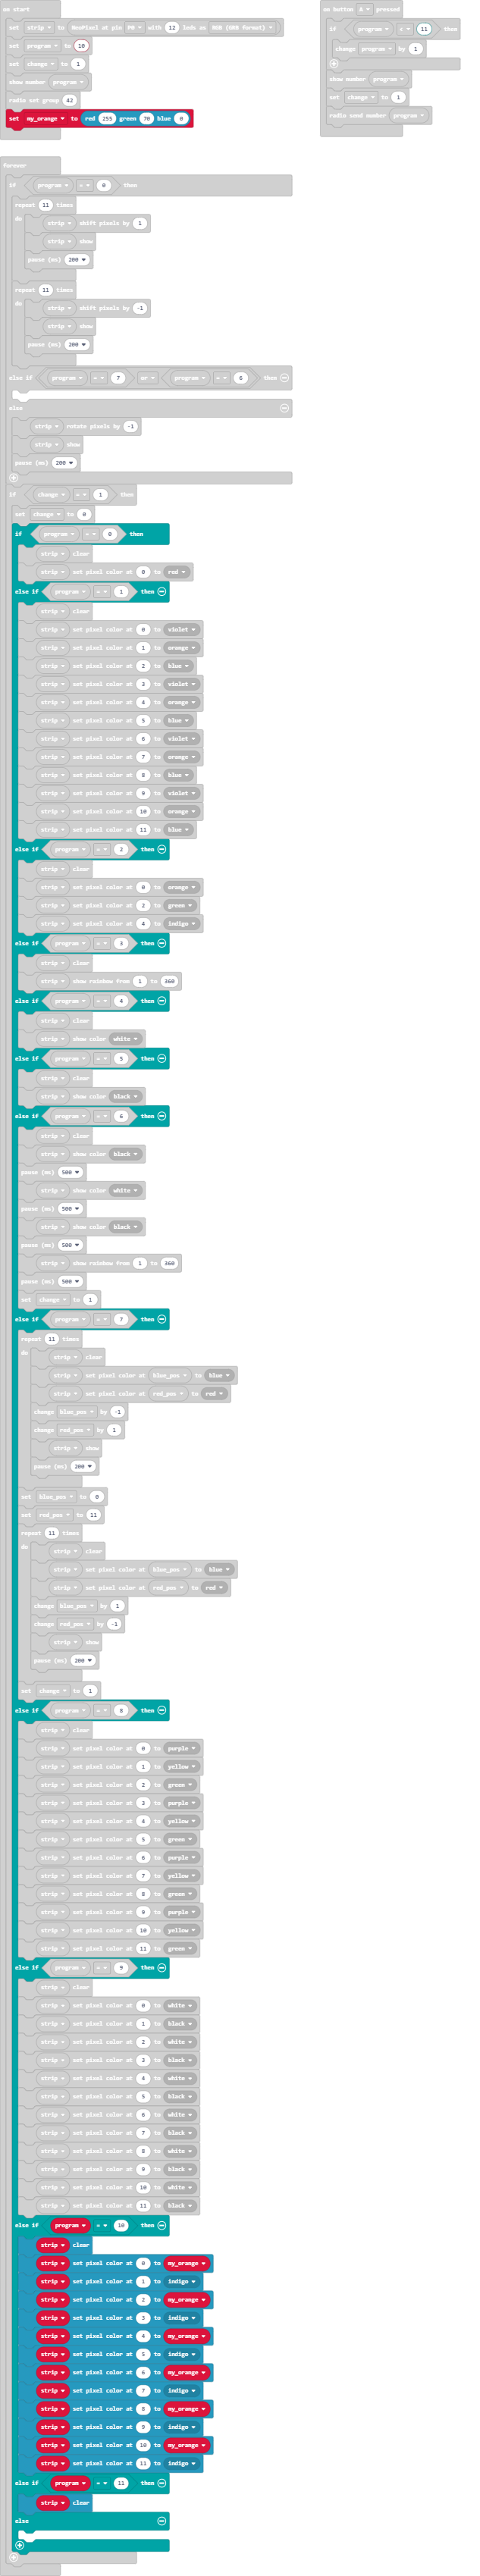 on start
set strip to NeoPixel at pin P0 with 12 leds as RGB (GRB format)
set program to 10
set change to 1
show number program
radio set group 42
set my_orange to red 255 green 70 blue 0
on button A pressed
if program < 11 then
change program by 1
show number program
set change to 1
radio send number program
forever
if program = 0 then
repeat 11 times
do
strip shift pixels by 1
strip show
pause (ms) 200
repeat 11 times
do
strip shift pixels by -1
strip show
pause (ms) 200
else if program = 7 or program = 6 then
else
strip rotate pixels by -1
strip show
pause (ms) 200
if change = 1 then
set change to 0
if program = 0 then
strip clear
strip set pixel color at 0 to red
else if program = 1 then
strip clear
strip set pixel color at 0 to violet
strip set pixel color at 1 to orange
strip set pixel color at 2 to blue
strip set pixel color at 3 to violet
strip set pixel color at 4 to orange
strip set pixel color at 5 to blue
strip set pixel color at 6 to violet
strip set pixel color at 7 to orange
strip set pixel color at 8 to blue
strip set pixel color at 9 to violet
strip set pixel color at 10 to orange
strip set pixel color at 11 to blue
else if program = 2 then
strip clear
strip set pixel color at 0 to orange
strip set pixel color at 2 to green
strip set pixel color at 4 to indigo
else if program = 3 then
strip clear
strip show rainbow from 1 to 360
else if program = 4 then
strip clear
strip show color white
else if program = 5 then
strip clear
strip show color black
else if program = 6 then
strip clear
strip show color black
pause (ms) 500
strip show color white
pause (ms) 500
strip show color black
pause (ms) 500
strip show rainbow from 1 to 360
pause (ms) 500
set change to 1
else if program = 7 then
repeat 11 times
do
strip clear
strip set pixel color at blue_pos to blue
strip set pixel color at red_pos to red
change blue_pos by -1
change red_pos by 1
strip show
pause (ms) 200
set blue_pos to 0
set red_pos to 11
repeat 11 times
do
strip clear
strip set pixel color at blue_pos to blue
strip set pixel color at red_pos to red
change blue_pos by 1
change red_pos by -1
strip show
pause (ms) 200
set change to 1
else if program = 8 then
strip clear
strip set pixel color at 0 to purple
strip set pixel color at 1 to yellow
strip set pixel color at 2 to green
strip set pixel color at 3 to purple
strip set pixel color at 4 to yellow
strip set pixel color at 5 to green
strip set pixel color at 6 to purple
strip set pixel color at 7 to yellow
strip set pixel color at 8 to green
strip set pixel color at 9 to purple
strip set pixel color at 10 to yellow
strip set pixel color at 11 to green
else if program = 9 then
strip clear
strip set pixel color at 0 to white
strip set pixel color at 1 to black
strip set pixel color at 2 to white
strip set pixel color at 3 to black
strip set pixel color at 4 to white
strip set pixel color at 5 to black
strip set pixel color at 6 to white
strip set pixel color at 7 to black
strip set pixel color at 8 to white
strip set pixel color at 9 to black
strip set pixel color at 10 to white
strip set pixel color at 11 to black
else if program = 10 then
strip clear
strip set pixel color at 0 to my_orange
strip set pixel color at 1 to indigo
strip set pixel color at 2 to my_orange
strip set pixel color at 3 to indigo
strip set pixel color at 4 to my_orange
strip set pixel color at 5 to indigo
strip set pixel color at 6 to my_orange
strip set pixel color at 7 to indigo
strip set pixel color at 8 to my_orange
strip set pixel color at 9 to indigo
strip set pixel color at 10 to my_orange
strip set pixel color at 11 to indigo
else if program = 11 then
strip clear
else